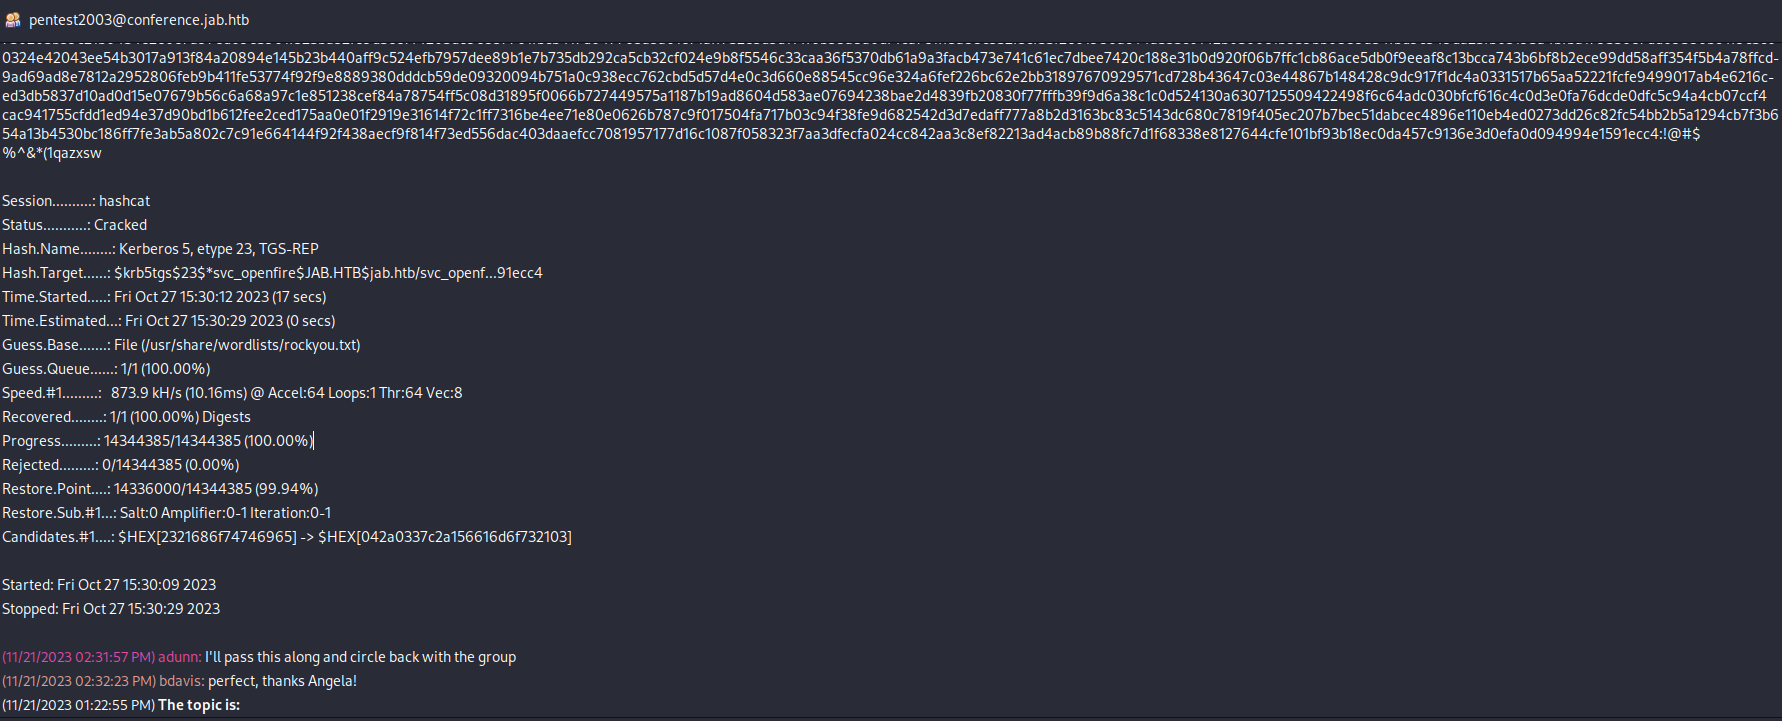 pentest2003@conference.jab.htb
0324e42043ee54b3017a913f84a20894e145b23b440aff9c524efb7957dee89b1e7b735db292ca5cb32cf024e9b8f5546c33caa36f5370db61a9a3facb473e741c61ec7dbee7420c188e31b0d920f06b7ffc1cb86ace5db0f9eeaf8c13bcca743b6bf8b2ece99dd58aff354f5b4a78ffcd-
9ad69ad8e7812a2952806feb9b411fe53774f92f9e8889380dddcb59de09320094b751a0c938ecc762cbd5d57d4e0c3d660e88545cc96e324a6fef226bc62e2bb31897670929571cd728b43647c03e44867b148428c9dc917f1dc4a0331517b65aa52221fcfe9499017ab4e6216c-
ed3db5837d10ad0d15e07679b56c6a68a97c1e851238cef84a78754ff5c08d31895f0066b727449575a1187b19ad8604d583ae07694238bae2d4839fb20830f77fffb39f9d6a38c1c0d524130a6307125509422498f6c64adc030bfcf616c4c0d3e0fa76dcde0dfc5c94a4cb07ccf4
cac941755cfdd1ed94e37d90bd1b612fee2ced175aa0e01f2919e31614f72c1ff7316be4ee71e80e0626b787c9f017504fa717b03c94f38fe9d682542d3d7edaff777a8b2d3163bc83c5143dc680c7819f405ec207b7bec51dabcec4896e110eb4ed0273dd26c82fc54bb2b5a1294cb7f3b6
54a13b4530bc186ff7fe3ab5a802c7c91e664144f92f438aecf9f814f73ed556dac403daaefcc7081957177d16c1087f058323f7aa3dfecfa024cc842aa3c8ef82213ad4acb89b88fc7d1f68338e8127644cfe101bf93b18ec0da457c9136e3d0efa0d094994e1591ecc4:!@#$
%^&*(1qazxsw
Session..........: hashcat
Status...........: Cracked
Hash.Name........: Kerberos 5, etype 23, TGS-REP
Hash.Target......: $krb5tgs$23$*svc_openfire$JAB.HTB$jab.htb/svc_openf...91ecc4
Time.Started.....: Fri Oct 27 15:30:12 2023 (17 secs)
Time.Estimated...: Fri Oct 27 15:30:29 2023 (0 secs)
Guess.Base.......: File (/usr/share/wordlists/rockyou.txt)
Guess.Queue......: 1/1 (100.00%)
Speed.#1.........:   873.9 kH/s (10.16ms) @ Accel:64 Loops:1 Thr:64 Vec:8
Recovered........: 1/1 (100.00%) Digests
Progress.........: 14344385/14344385 (100.00%)
Rejected.........: 0/14344385 (0.00%)
Restore.Point....: 14336000/14344385 (99.94%)
Restore.Sub.#1...: Salt:0 Amplifier:0-1 Iteration:0-1
Candidates.#1....: $HEX[2321686f74746965] -> $HEX[042a0337c2a156616d6f732103]
Started: Fri Oct 27 15:30:09 2023
Stopped: Fri Oct 27 15:30:29 2023
(11/21/2023 02:31:57 PM) adunn: I'll pass this along and circle back with the group
(11/21/2023 02:32:23 PM) bdavis: perfect, thanks Angela!
(11/21/2023 01:22:55 PM) The topic is: